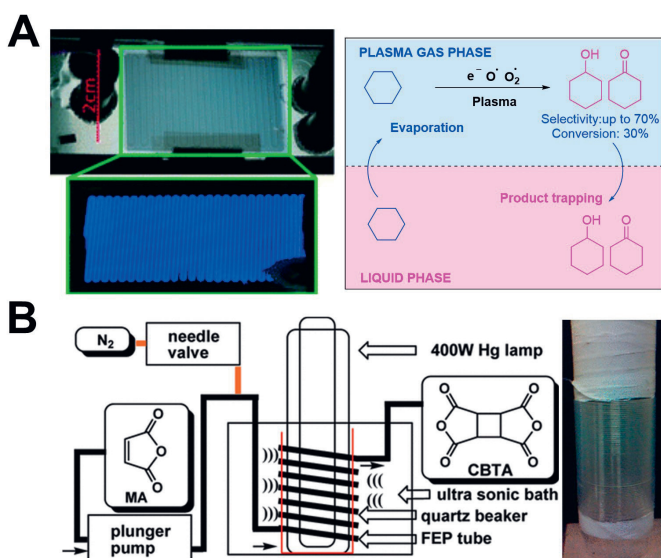 A
2cm
PLASMA GAS PHASE
e⁻ O˙ O₂˙
Plasma
OH
O
Selectivity:up to 70%
Conversion: 30%
Evaporation
Product trapping
OH
O
LIQUID PHASE
B
N₂
needle
valve
400W Hg lamp
O
O
O
MA
O
O
O
O
O
O
CBTA
plunger
pump
ultra sonic bath
quartz beaker
FEP tube